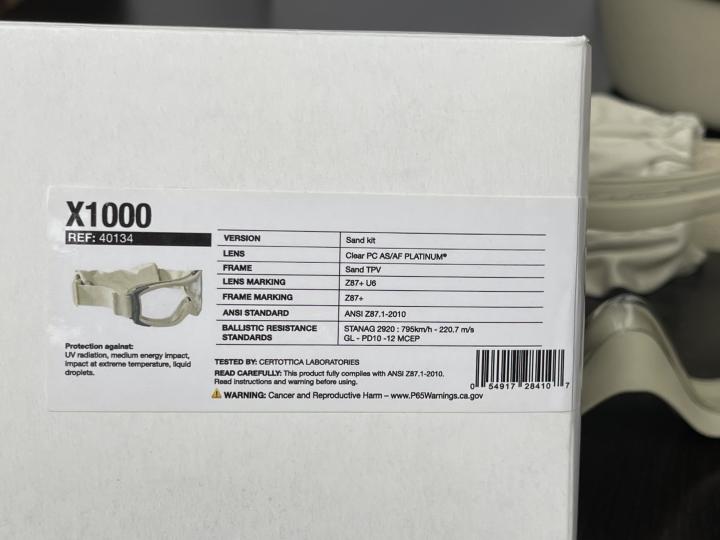 X1000
REF: 40134
VERSION Sand kit
LENS Clear PC AS/AF PLATINUM®
FRAME Sand TPV
LENS MARKING Z87+ U6
FRAME MARKING Z87+
ANSI STANDARD ANSI Z87.1-2010
BALLISTIC RESISTANCE STANAG 2920 : 795km/h - 220.7 m/s
STANDARDS GL - PD10 -12 MCEP
Protection against:
UV radiation, medium energy impact,
impact at extreme temperature, liquid
droplets.
TESTED BY: CERTOTTICA LABORATORIES
READ CAREFULLY: This product fully complies with ANSI Z87.1-2010.
Read instructions and warning before using.
WARNING: Cancer and Reproductive Harm – www.P65Warnings.ca.gov
0 54917 28410 7